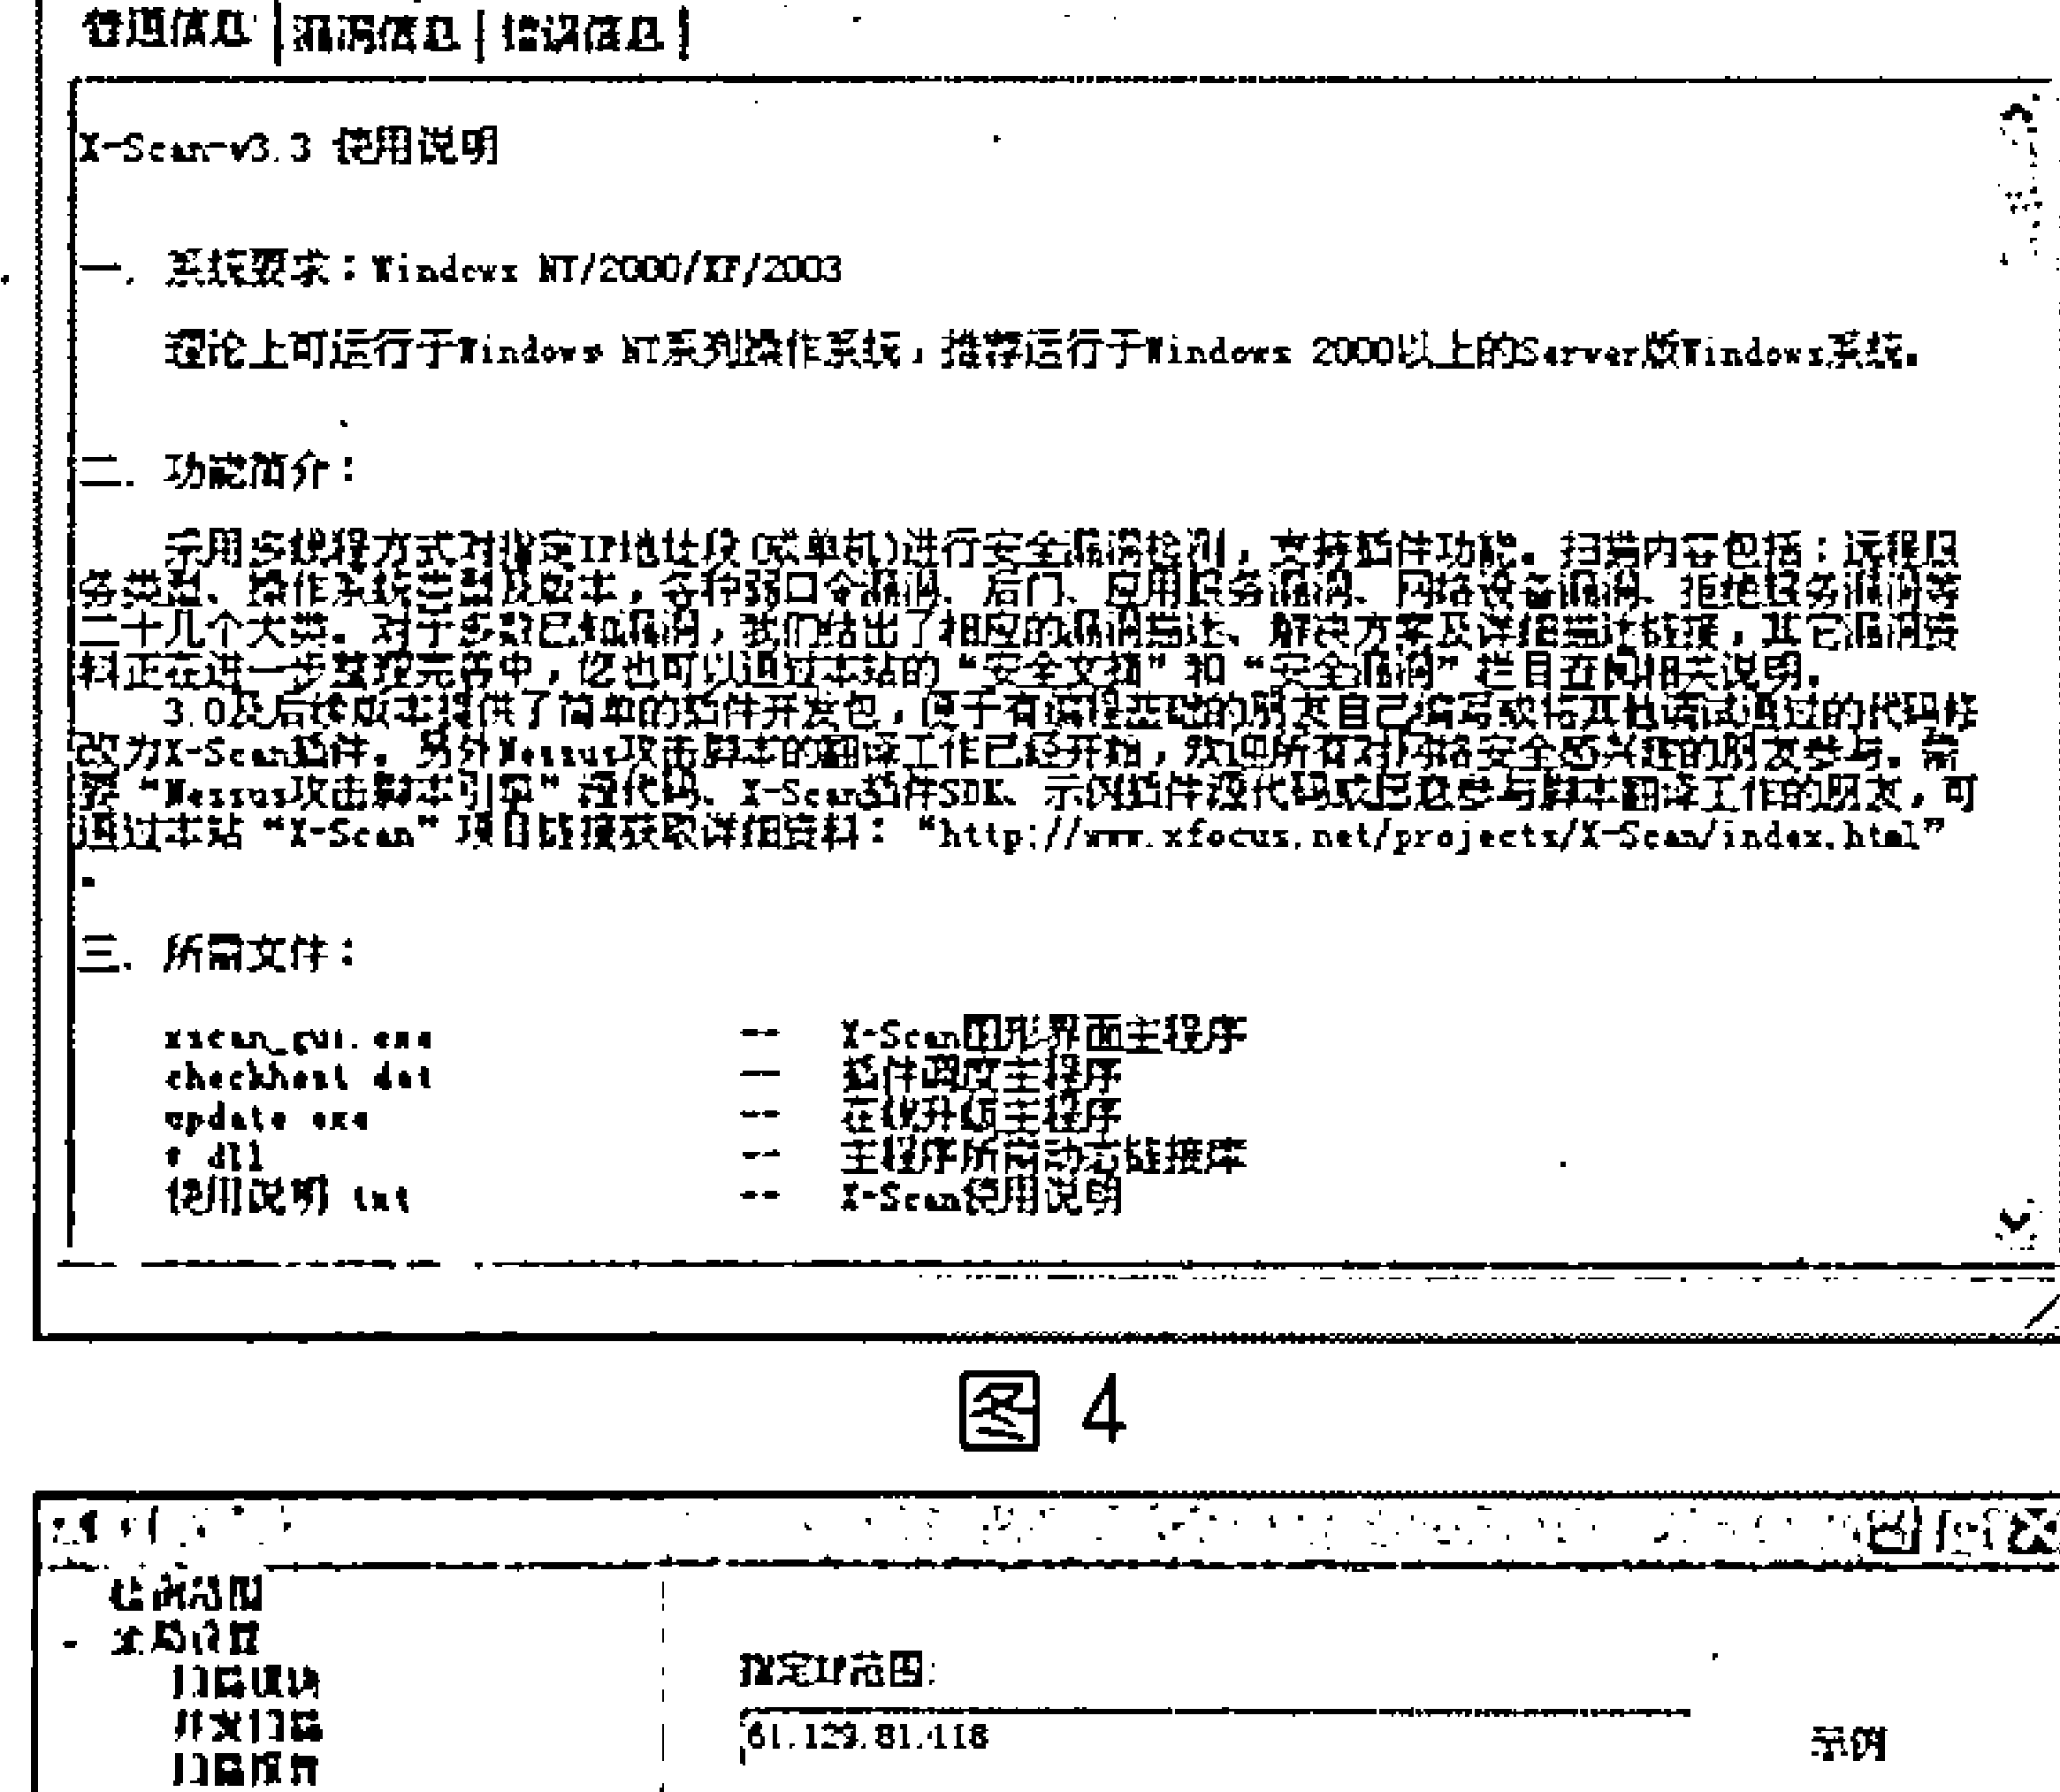 普通信息 | 漏洞信息 | 错误信息 |
X-Scan-v3.3 使用说明
一. 系统要求：Windows NT/2000/XP/2003
理论上可运行于Windows NT系列操作系统，推荐运行于Windows 2000以上的Server版Windows系统。
二. 功能简介：
采用多线程方式对指定IP地址段(或单机)进行安全漏洞检测，支持插件功能。扫描内容包括：远程服
务类型、操作系统类型及版本，各种弱口令漏洞、后门、应用服务漏洞、网络设备漏洞、拒绝服务漏洞等
二十几个大类。对于多数已知漏洞，我们给出了相应的漏洞描述、解决方案及详细描述链接，其它漏洞资
料正在进一步整理完善中，您也可以通过本站的“安全文摘”和“安全漏洞”栏目查阅相关说明。
3.0及后续版本提供了简单的插件开发包，便于有编程基础的朋友自己编写或将其他调试通过的代码修
改为X-Scan插件。另外Nessus攻击脚本的翻译工作已经开始，欢迎所有对网络安全感兴趣的朋友参与。需
要“Nessus攻击脚本引擎”源代码、X-Scan插件SDK、示例插件源代码或愿意参与脚本翻译工作的朋友，可
通过本站“X-Scan”项目链接获取详细资料：“http://www.xfocus.net/projects/X-Scan/index.html”
。
三. 所需文件：
xscan_gui.exe -- X-Scan图形界面主程序
checkhost.dat -- 插件调度主程序
update.exe -- 在线升级主程序
*.dll -- 主程序所需动态链接库
使用说明.txt -- X-Scan使用说明
图 4
检测范围
- 全局设置
指定IP范围:
61.129.81.118
示例